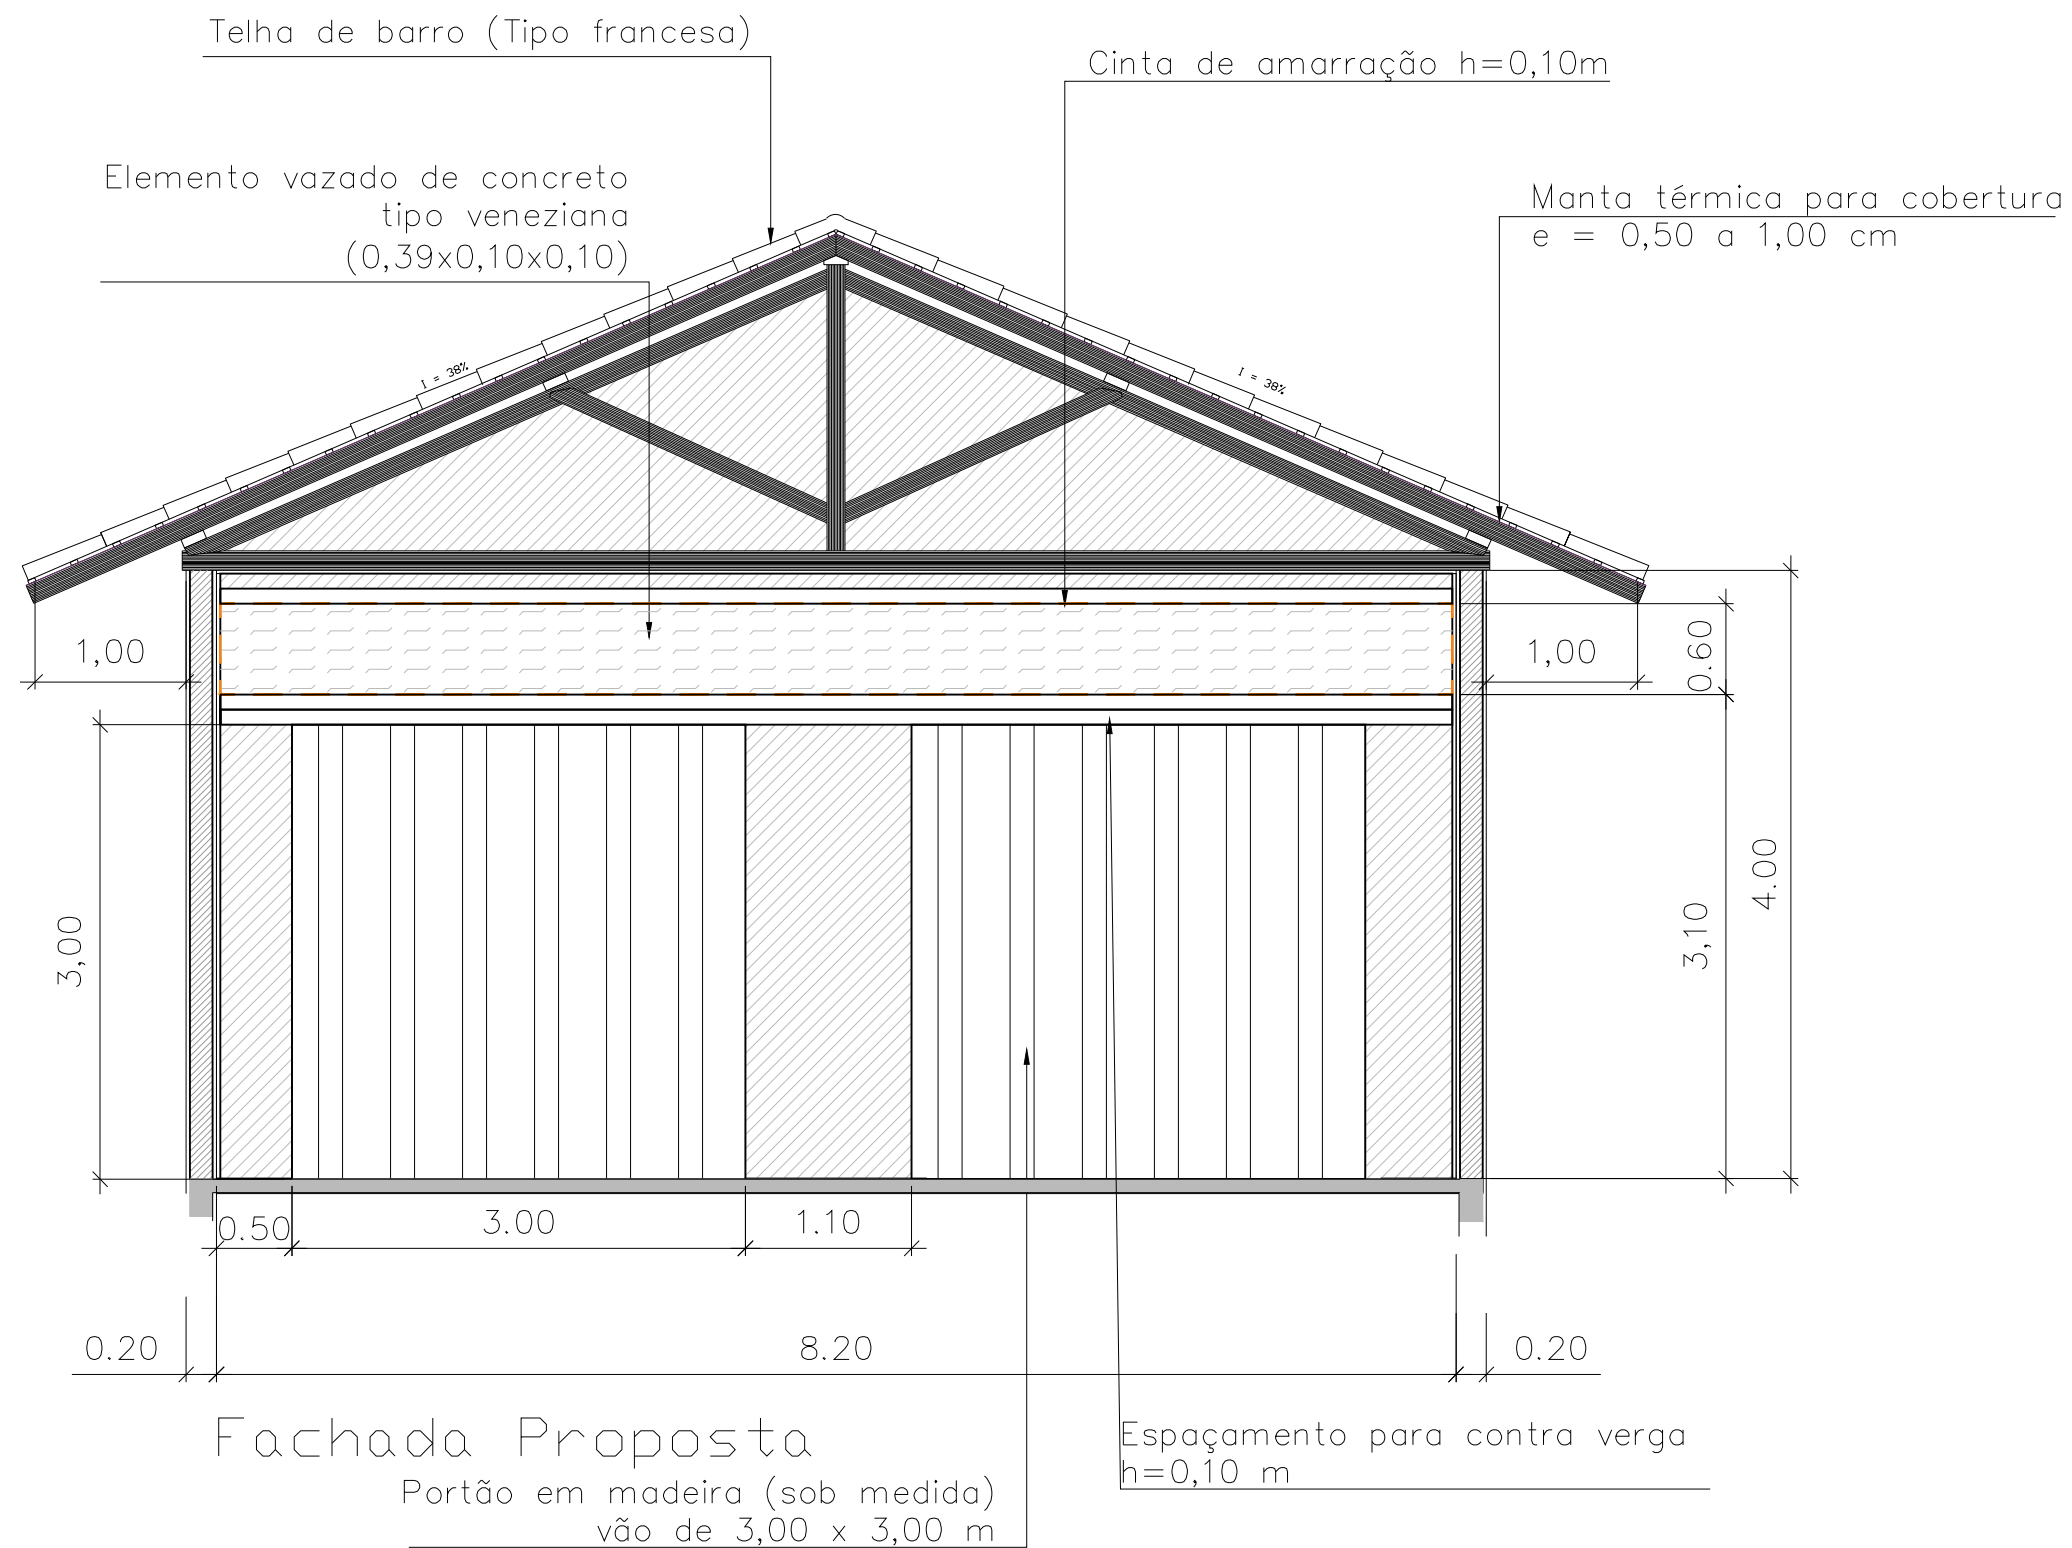 Telha de barro (Tipo francesa)
Cinta de amarração h=0,10m
Elemento vazado de concreto
tipo veneziana
(0,39x0,10x0,10)
Manta térmica para cobertura
e = 0,50 a 1,00 cm
I = 38%
I = 38%
1,00
1,00
0.60
3,00
3,10
4.00
0.50
3.00
1.10
0.20
8.20
0.20
Fachada Proposta
Espaçamento para contra verga
h=0,10 m
Portão em madeira (sob medida)
vão de 3,00 x 3,00 m